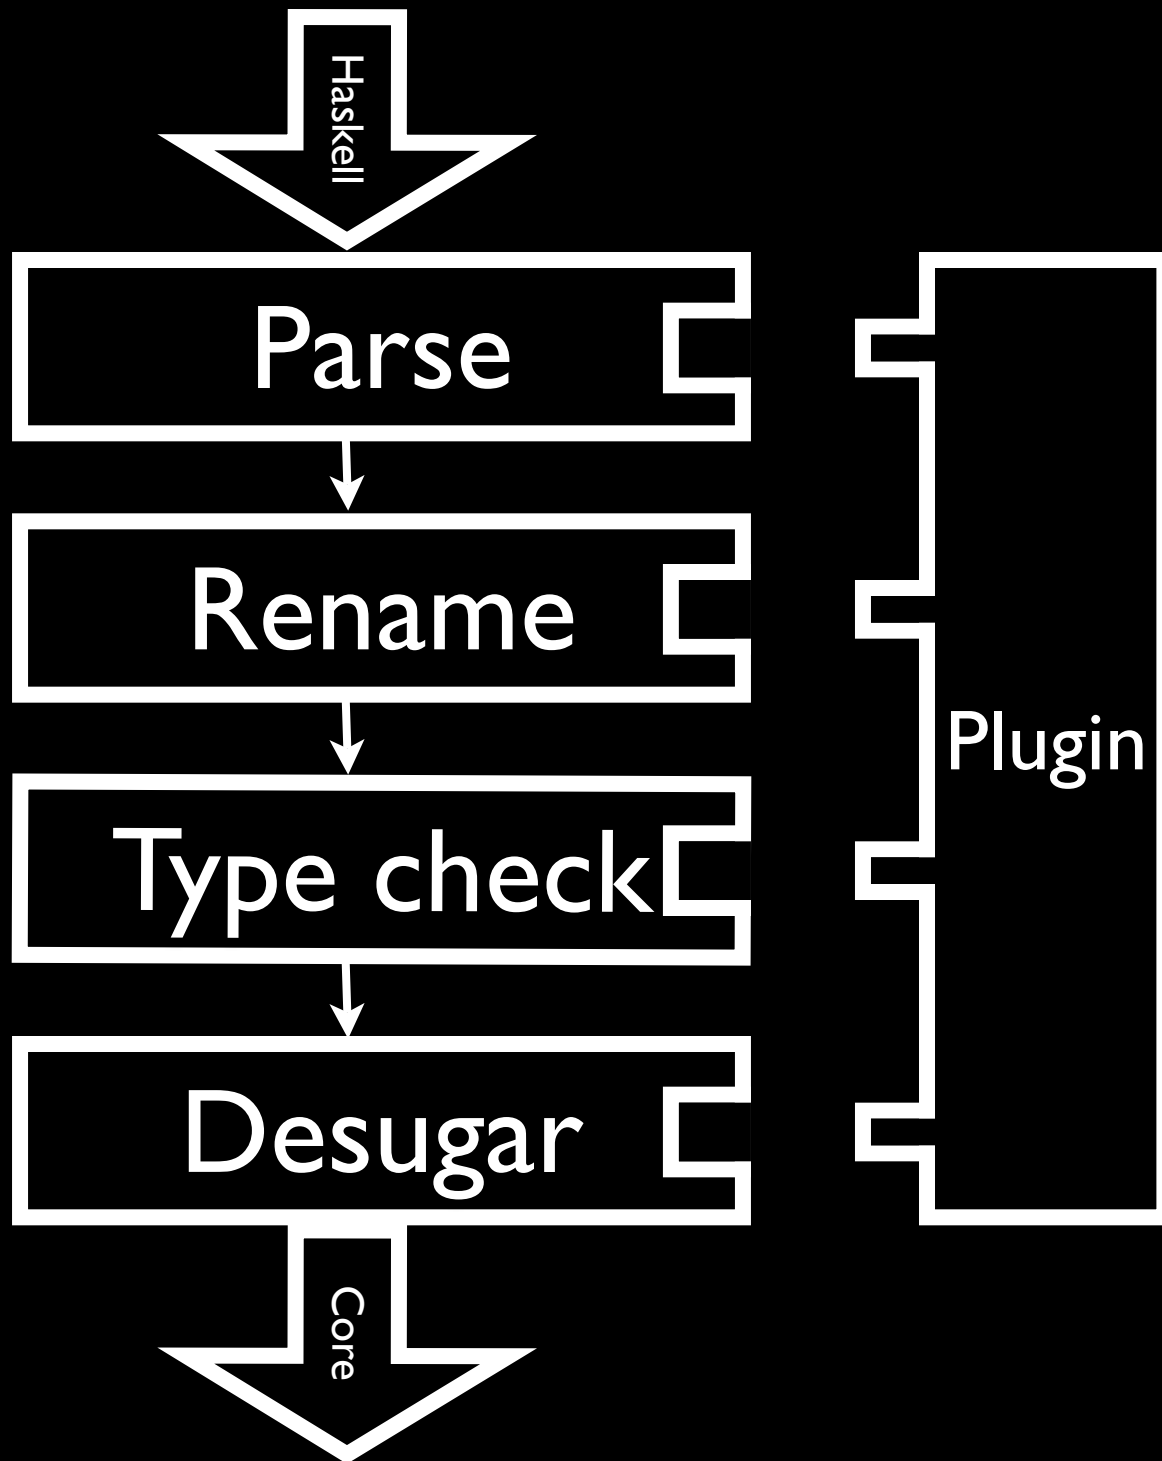 Haskell
Parse
Rename
Type check
Desugar
Core
Plugin